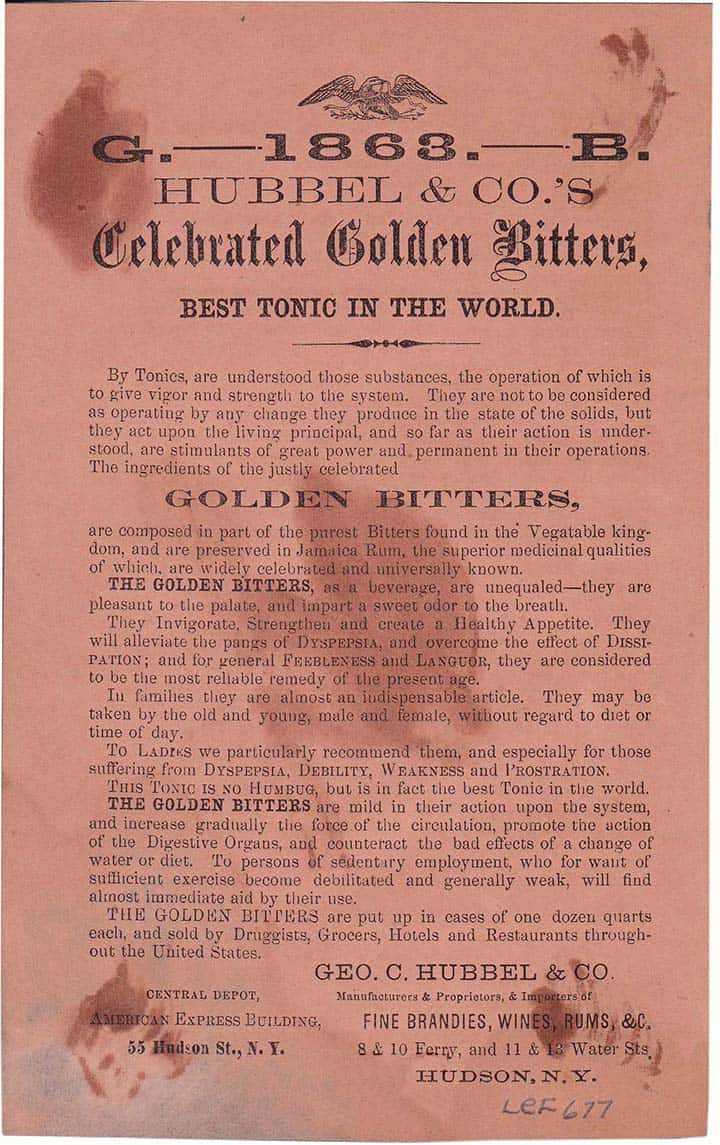 G.—1863.—B.
HUBBEL & CO.'S
Celebrated Golden Bitters,
BEST TONIC IN THE WORLD.
By Tonics, are understood those substances, the operation of which is
to give vigor and strength to the system. They are not to be considered
as operating by any change they produce in the state of the solids, but
they act upon the living principal, and so far as their action is under-
stood, are stimulants of great power and permanent in their operations.
The ingredients of the justly celebrated
GOLDEN BITTERS,
are composed in part of the purest Bitters found in the Vegatable king-
dom, and are preserved in Jamaica Rum, the superior medicinal qualities
of which, are widely celebrated and universally known.
THE GOLDEN BITTERS, as a beverage, are unequaled—they are
pleasant to the palate, and impart a sweet odor to the breath.
They Invigorate, Strengthen and create a Healthy Appetite. They
will alleviate the pangs of DYSPEPSIA, and overcome the effect of DISSI-
PATION; and for general FEEBLENESS and LANGUOR, they are considered
to be the most reliable remedy of the present age.
In families they are almost an indispensable article. They may be
taken by the old and young, male and female, without regard to diet or
time of day.
To LADIES we particularly recommend them, and especially for those
suffering from DYSPEPSIA, DEBILITY, WEAKNESS and PROSTRATION.
THIS TONIC IS NO HUMBUG, but is in fact the best Tonic in the world.
THE GOLDEN BITTERS are mild in their action upon the system,
and increase gradually the force of the circulation, promote the action
of the Digestive Organs, and counteract the bad effects of a change of
water or diet. To persons of sedentary employment, who for want of
sufficient exercise become debilitated and generally weak, will find
almost immediate aid by their use.
THE GOLDEN BITTERS are put up in cases of one dozen quarts
each, and sold by Druggists, Grocers, Hotels and Restaurants through-
out the United States.
GEO. C. HUBBEL & CO.
CENTRAL DEPOT,
AMERICAN EXPRESS BUILDING,
55 Hudson St., N. Y.
Manufacturers & Proprietors, & Importers of
FINE BRANDIES, WINES, RUMS, &C.
8 & 10 Ferry, and 11 & 13 Water Sts.
HUDSON, N. Y.
LCF 677